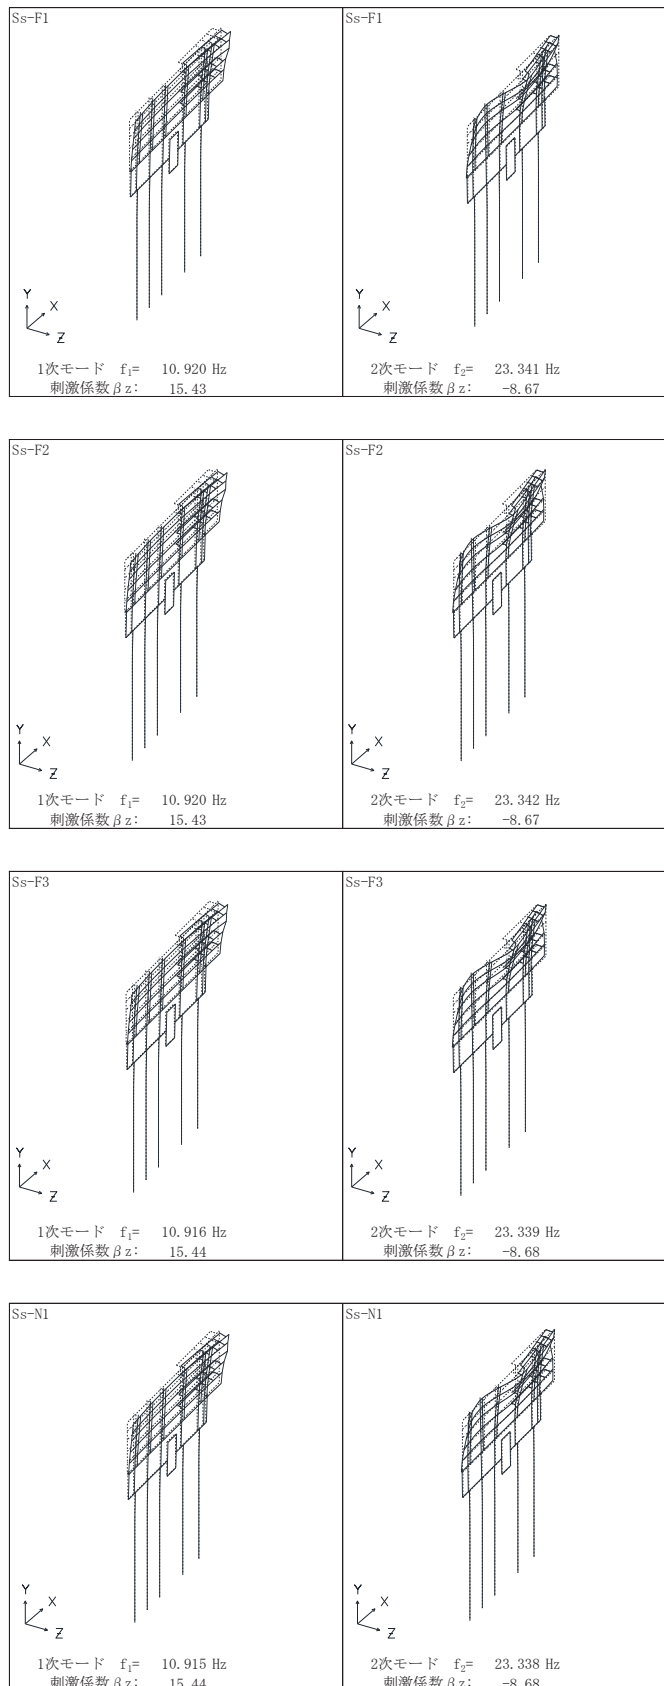 Ss-F1
Y
X
Z
1次モード f₁= 10.920 Hz
刺激係数βz: 15.43
Ss-F1
Y
X
Z
2次モード f₂= 23.341 Hz
刺激係数βz: -8.67
Ss-F2
Y
X
Z
1次モード f₁= 10.920 Hz
刺激係数βz: 15.43
Ss-F2
Y
X
Z
2次モード f₂= 23.342 Hz
刺激係数βz: -8.67
Ss-F3
Y
X
Z
1次モード f₁= 10.916 Hz
刺激係数βz: 15.44
Ss-F3
Y
X
Z
2次モード f₂= 23.339 Hz
刺激係数βz: -8.68
Ss-N1
Y
X
Z
1次モード f₁= 10.915 Hz
刺激係数βz: 15.44
Ss-N1
Y
X
Z
2次モード f₂= 23.338 Hz
刺激係数βz: -8.68